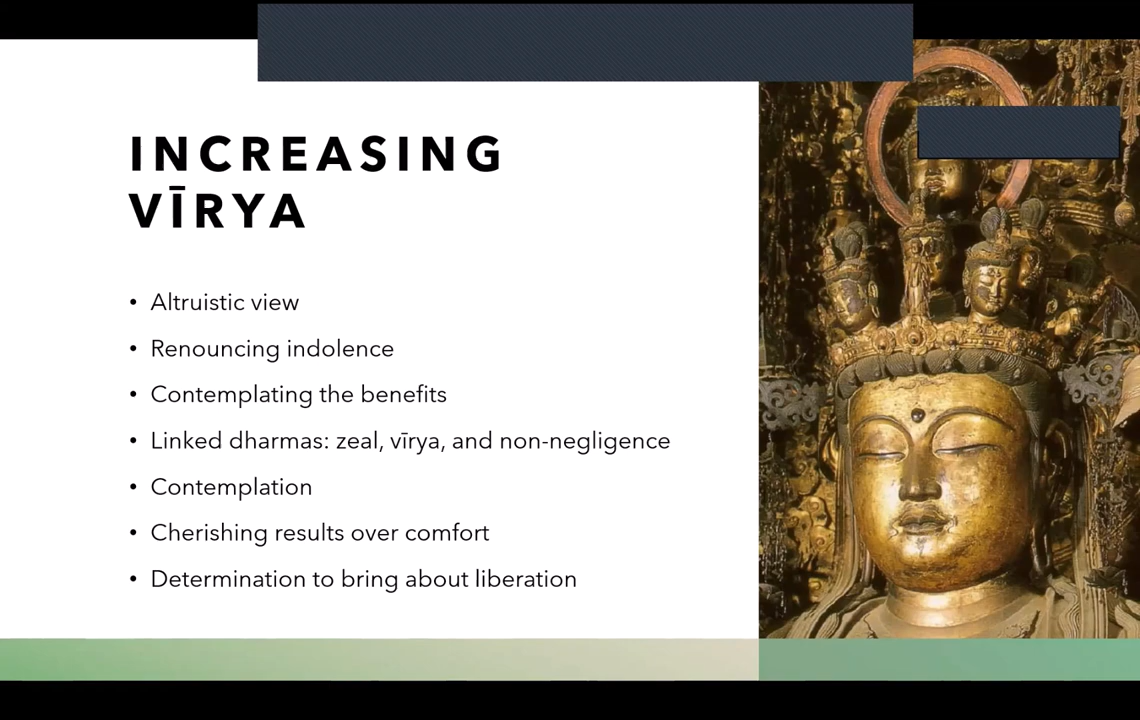 INCREASING
VĪRYA
• Altruistic view
• Renouncing indolence
• Contemplating the benefits
• Linked dharmas: zeal, vīrya, and non-negligence
• Contemplation
• Cherishing results over comfort
• Determination to bring about liberation